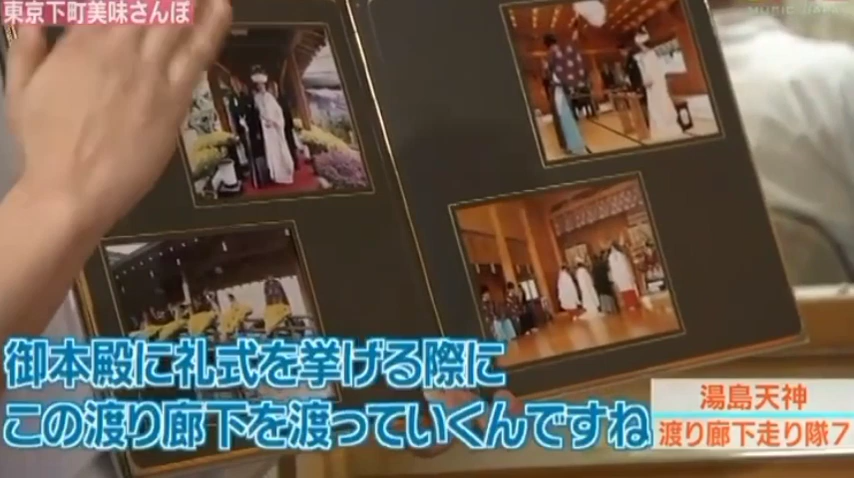 東京下町美味さんぽ
MUSIC JAPAN
御本殿に礼式を挙げる際に
この渡り廊下を渡っていくんですね
湯島天神
渡り廊下走り隊7